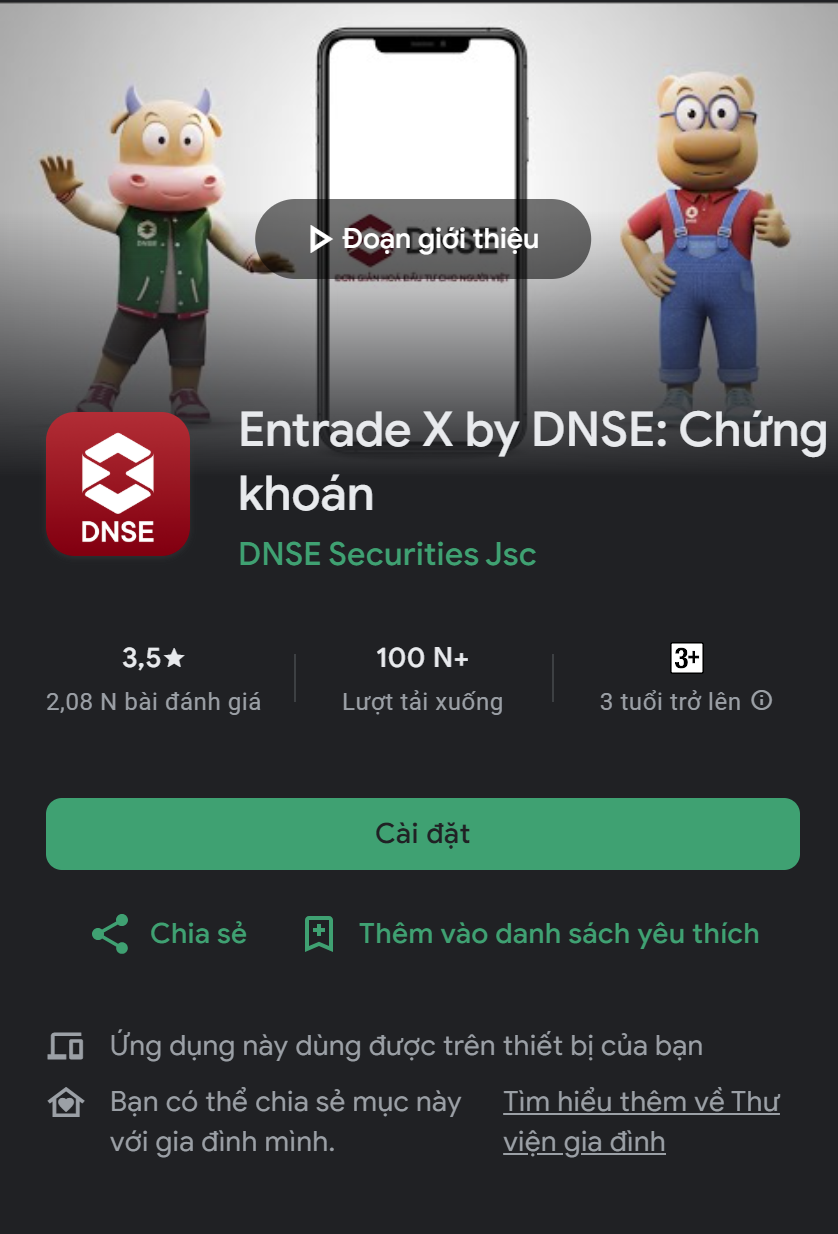 Đoạn giới thiệu
ĐƠN GIẢN HOÁ ĐẦU TƯ CHO NGƯỜI VIỆT
DNSE
Entrade X by DNSE: Chứng
khoán
DNSE
DNSE Securities Jsc
3,5★
100 N+
3+
2,08 N bài đánh giá
Lượt tải xuống
3 tuổi trở lên
Cài đặt
Chia sẻ
Thêm vào danh sách yêu thích
Ứng dụng này dùng được trên thiết bị của bạn
Bạn có thể chia sẻ mục này
với gia đình mình.
Tìm hiểu thêm về Thư
viện gia đình